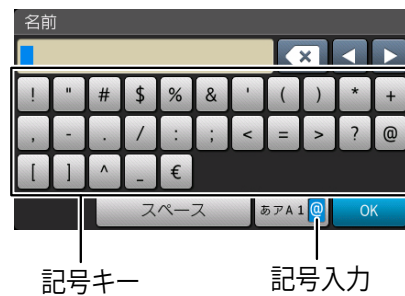 名前
! " # $ % & ' ( ) * +
, - . / : ; < = > ? @
[ ] ^ _ €
スペース あアA1@ OK
記号キー 記号入力